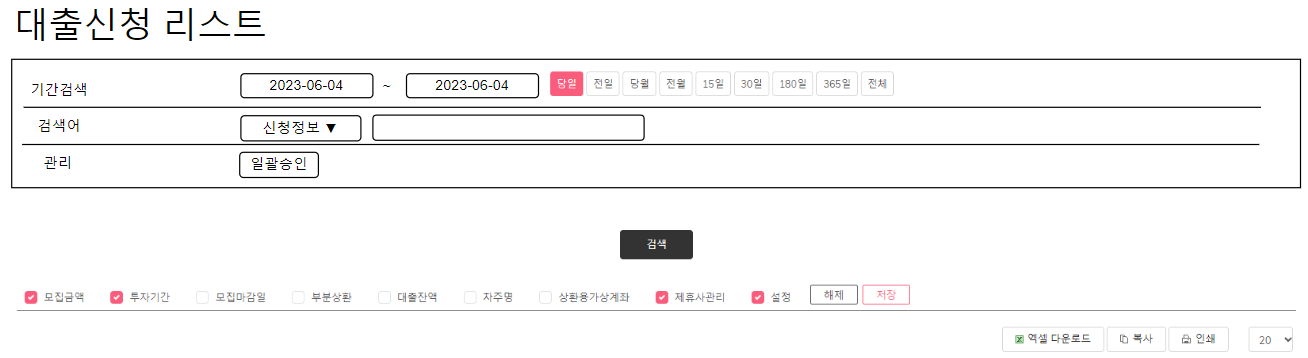 대출신청 리스트
기간검색 2023-06-04 ~ 2023-06-04 당일 전일 당월 전월 15일 30일 180일 365일 전체
검색어 신청정보 ▼
관리 일괄승인
검색
모집금액 투자기간 모집마감일 부분상환 대출잔액 차주명 상환용가상계좌 제휴사관리 설정 해제 저장
엑셀 다운로드 복사 인쇄 20